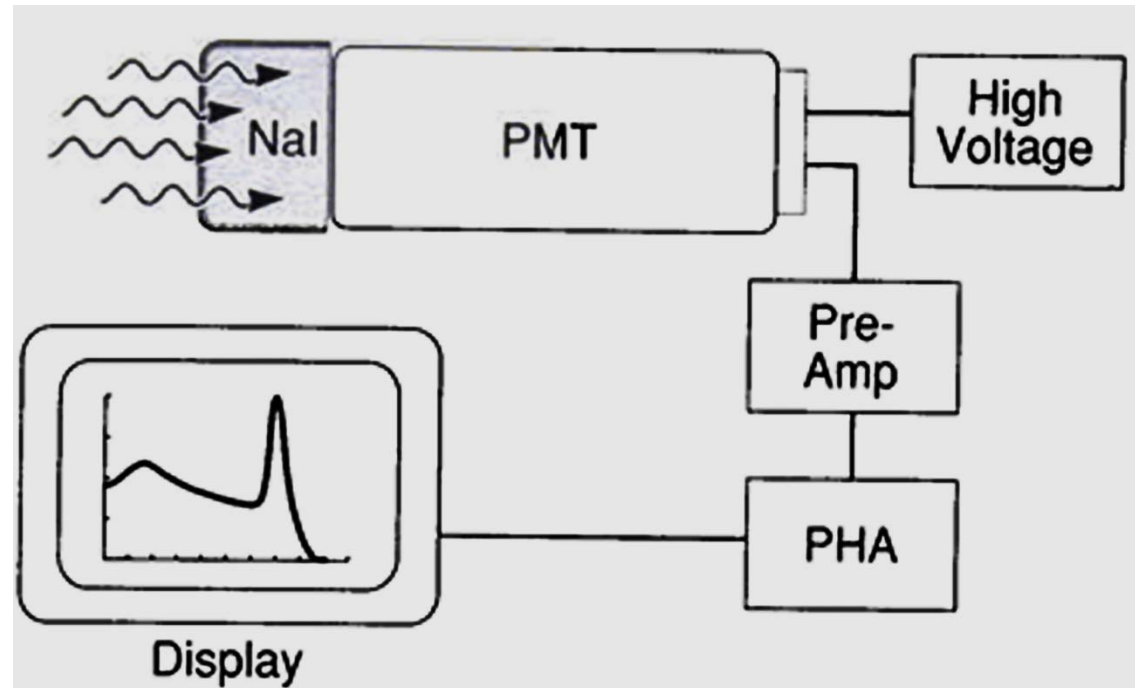 NaI
PMT
High
Voltage
Pre-
Amp
PHA
Display